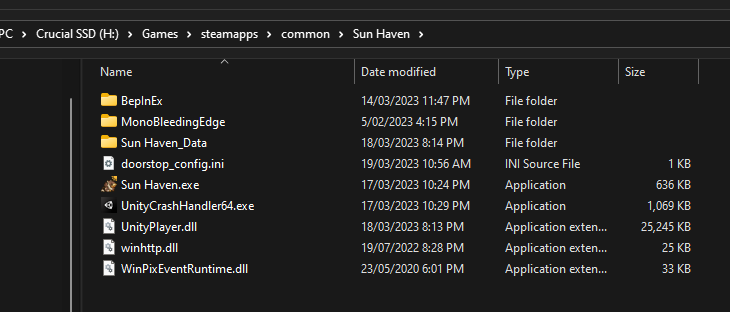 PC > Crucial SSD (H:) > Games > steamapps > common > Sun Haven >
Name Date modified Type Size
BepInEx 14/03/2023 11:47 PM File folder
MonoBleedingEdge 5/02/2023 4:15 PM File folder
Sun Haven_Data 18/03/2023 8:14 PM File folder
doorstop_config.ini 19/03/2023 10:56 AM INI Source File 1 KB
Sun Haven.exe 17/03/2023 10:24 PM Application 636 KB
UnityCrashHandler64.exe 17/03/2023 10:29 PM Application 1,069 KB
UnityPlayer.dll 18/03/2023 8:13 PM Application exten... 25,245 KB
winhttp.dll 19/07/2022 8:28 PM Application exten... 25 KB
WinPixEventRuntime.dll 23/05/2020 6:01 PM Application exten... 33 KB